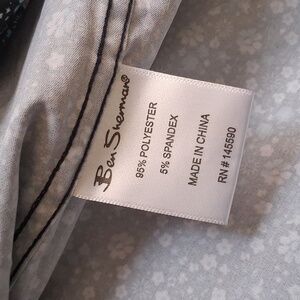 Ben Sherman®
95% POLYESTER
5% SPANDEX
MADE IN CHINA
RN # 145590